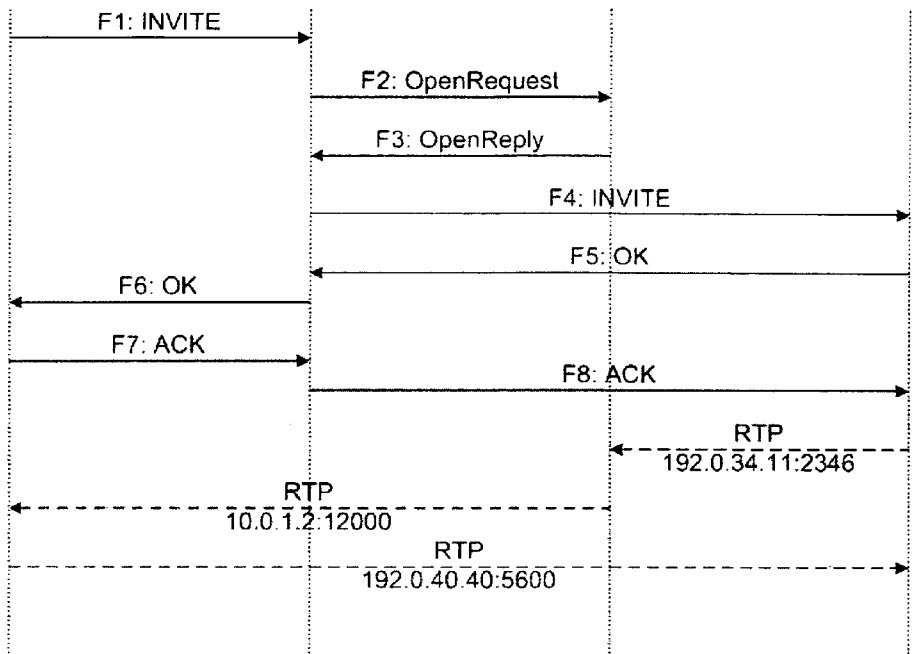 F1: INVITE
F2: OpenRequest
F3: OpenReply
F4: INVITE
F5: OK
F6: OK
F7: ACK
F8: ACK
RTP
192.0.34.11:2346
RTP
10.0.1.2:12000
RTP
192.0.40.40:5600